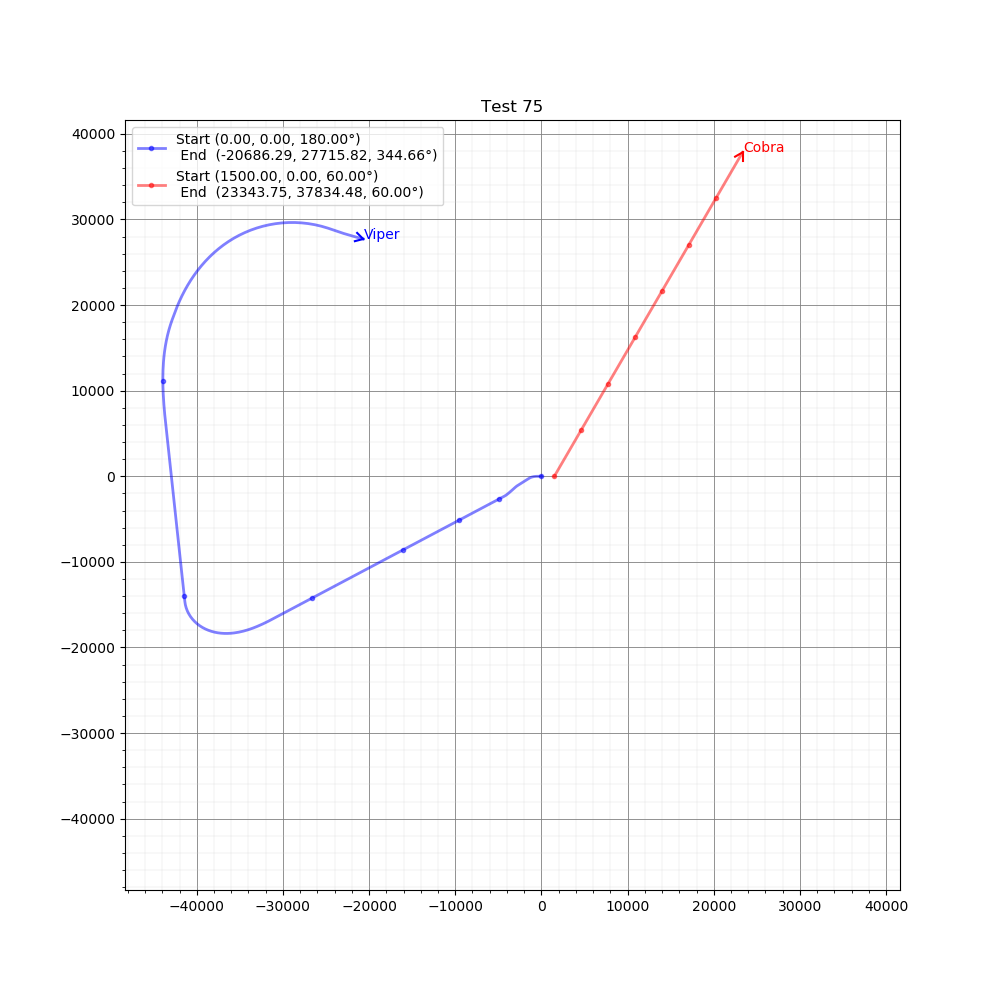 Test 75
Start (0.00, 0.00, 180.00°)
End (-20686.29, 27715.82, 344.66°)
Start (1500.00, 0.00, 60.00°)
End (23343.75, 37834.48, 60.00°)
Cobra
Viper
40000
30000
20000
10000
0
−10000
−20000
−30000
−40000
−40000 −30000 −20000 −10000 0 10000 20000 30000 40000